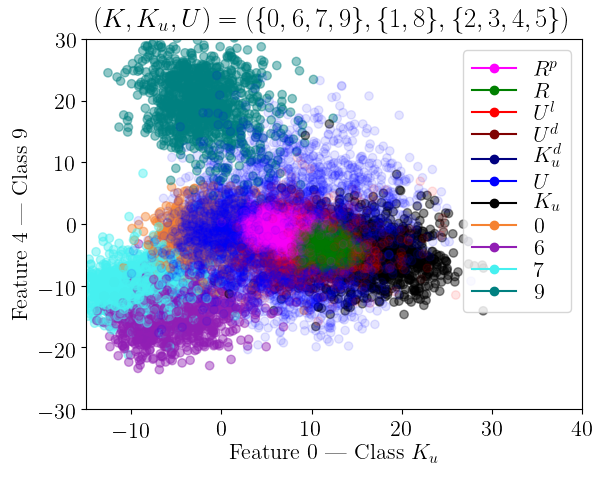 (K, K_u, U) = ({0, 6, 7, 9}, {1, 8}, {2, 3, 4, 5})
30
20
10
0
−10
−20
−30
Feature 4 — Class 9
R^p
R
U^l
U^d
K_u^d
U
K_u
0
6
7
9
−10
0
10
20
30
40
Feature 0 — Class K_u